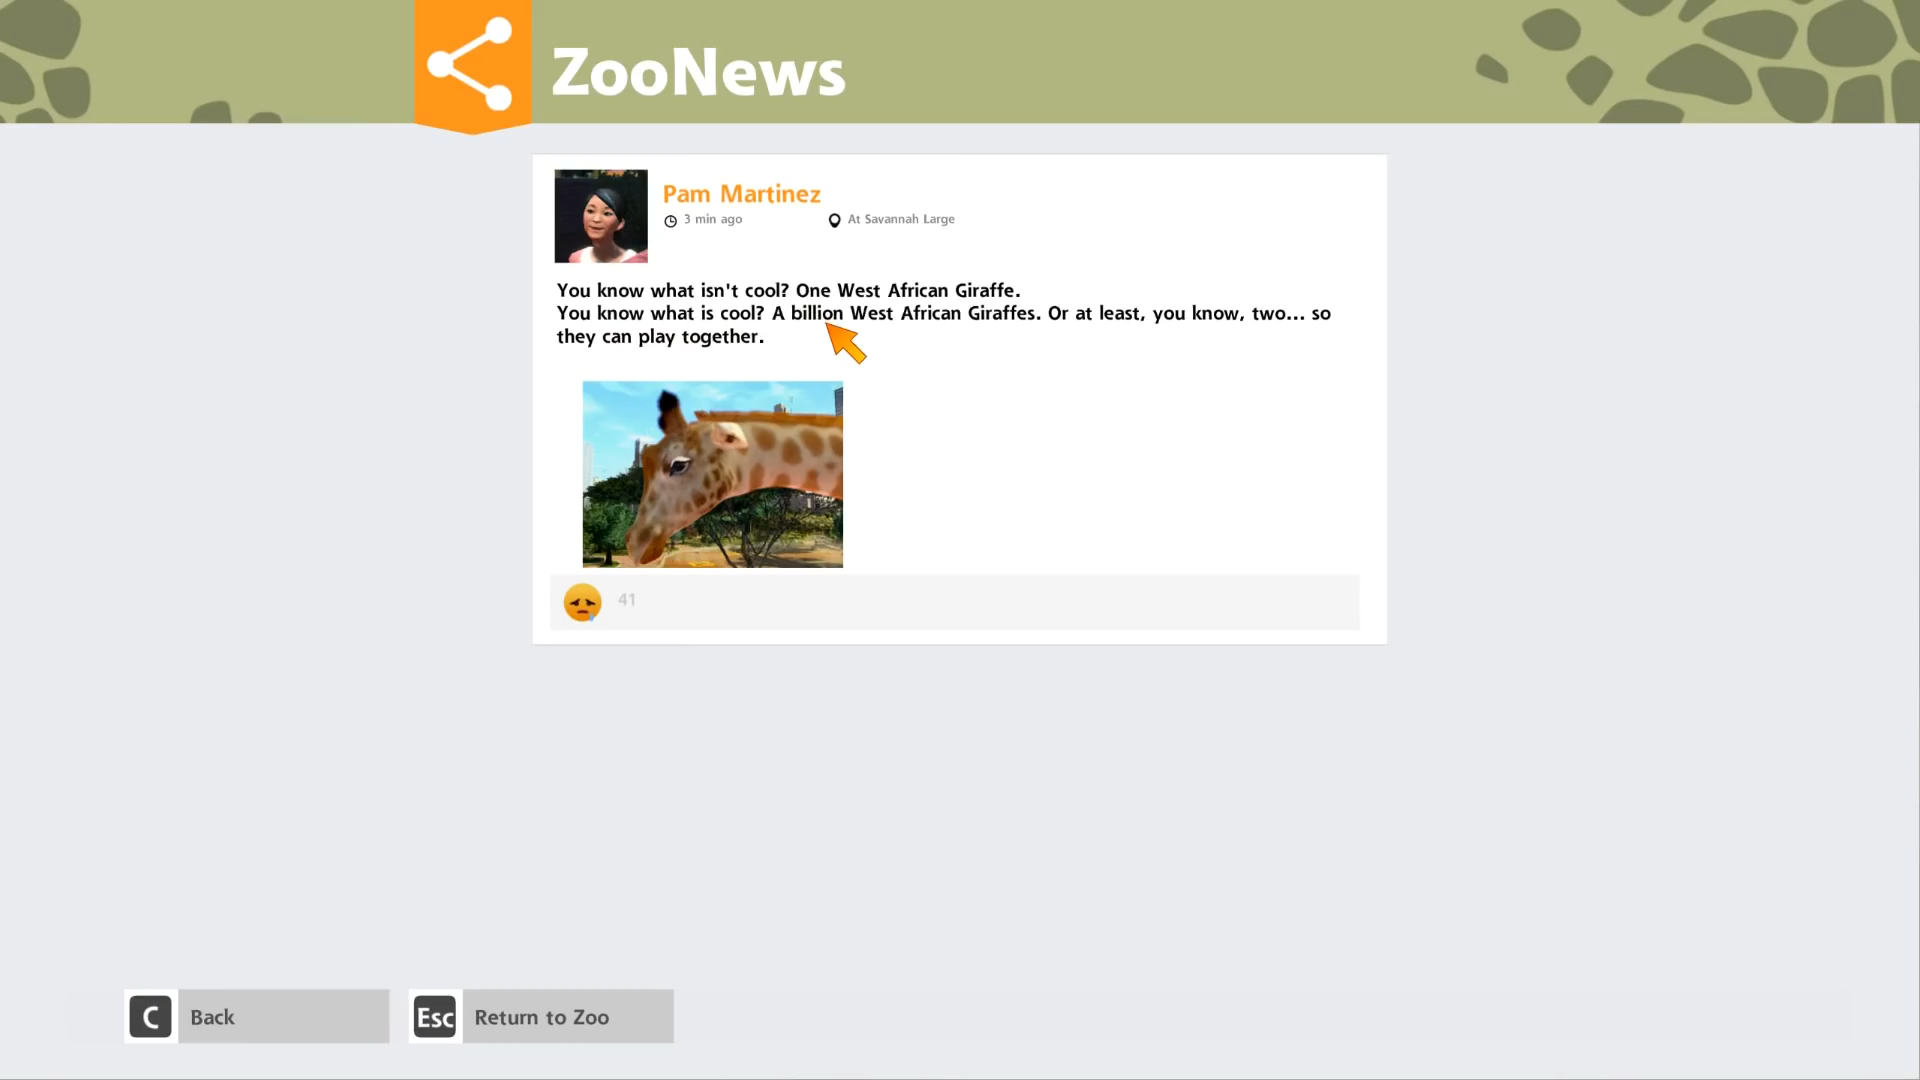 ZooNews
Pam Martinez
3 min ago
At Savannah Large
You know what isn't cool? One West African Giraffe.
You know what is cool? A billion West African Giraffes. Or at least, you know, two... so
they can play together.
41
C Back
Esc Return to Zoo